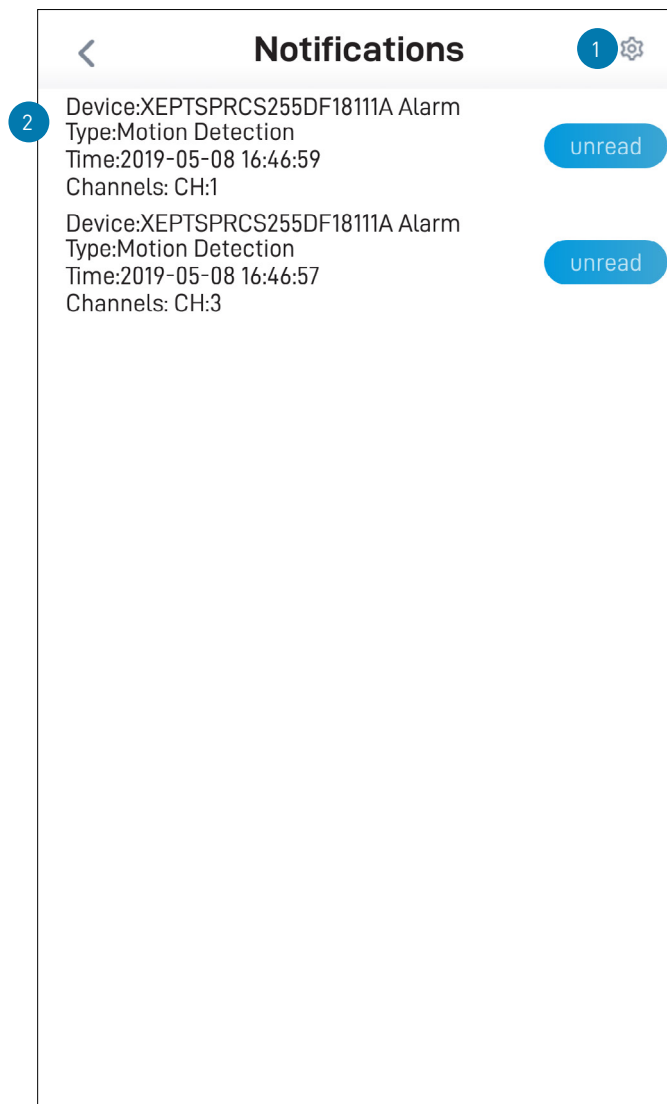 Notifications
1
2
Device:XEPTSPRCS255DF18111A Alarm
Type:Motion Detection
Time:2019-05-08 16:46:59
Channels: CH:1
unread
Device:XEPTSPRCS255DF18111A Alarm
Type:Motion Detection
Time:2019-05-08 16:46:57
Channels: CH:3
unread